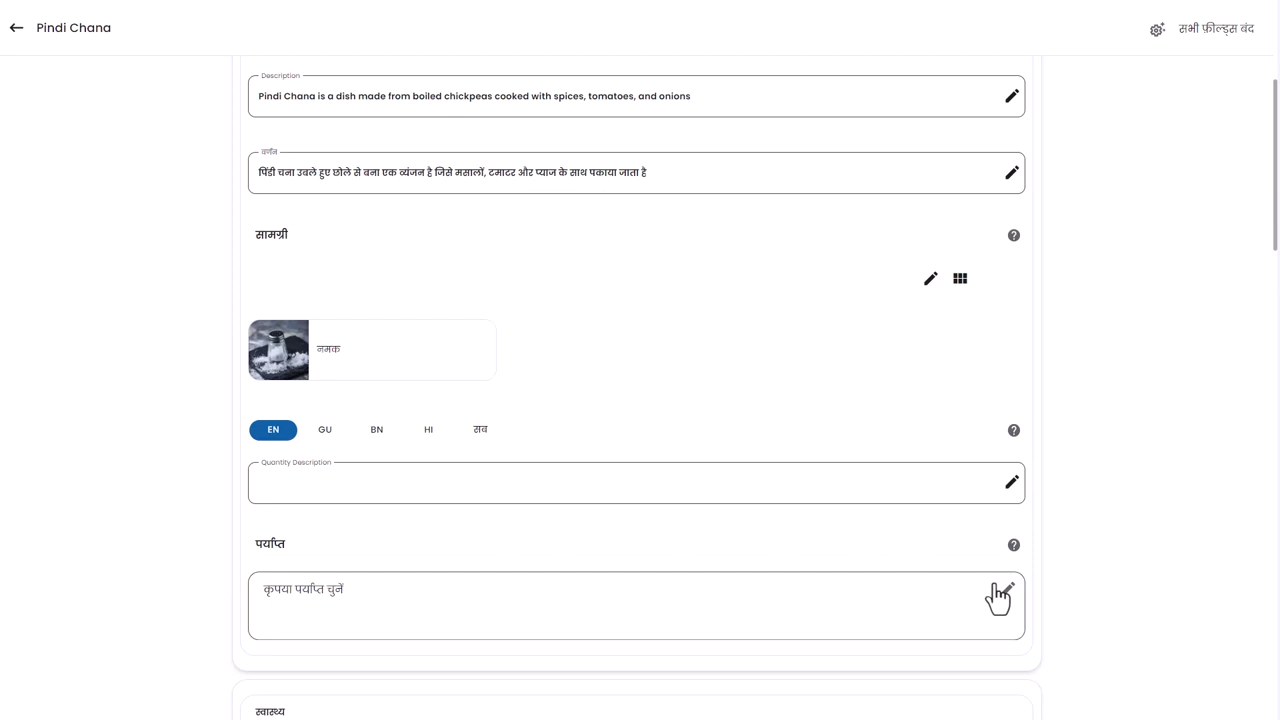 Pindi Chana
सभी फ़ील्ड्स बंद
Description
Pindi Chana is a dish made from boiled chickpeas cooked with spices, tomatoes, and onions
वर्णन
पिंडी चना उबले हुए छोले से बना एक व्यंजन है जिसे मसालों, टमाटर और प्याज के साथ पकाया जाता है
सामग्री
नमक
EN GU BN HI सब
Quantity Description
पर्याप्त
कृपया पर्याप्त चुनें
स्वास्थ्य